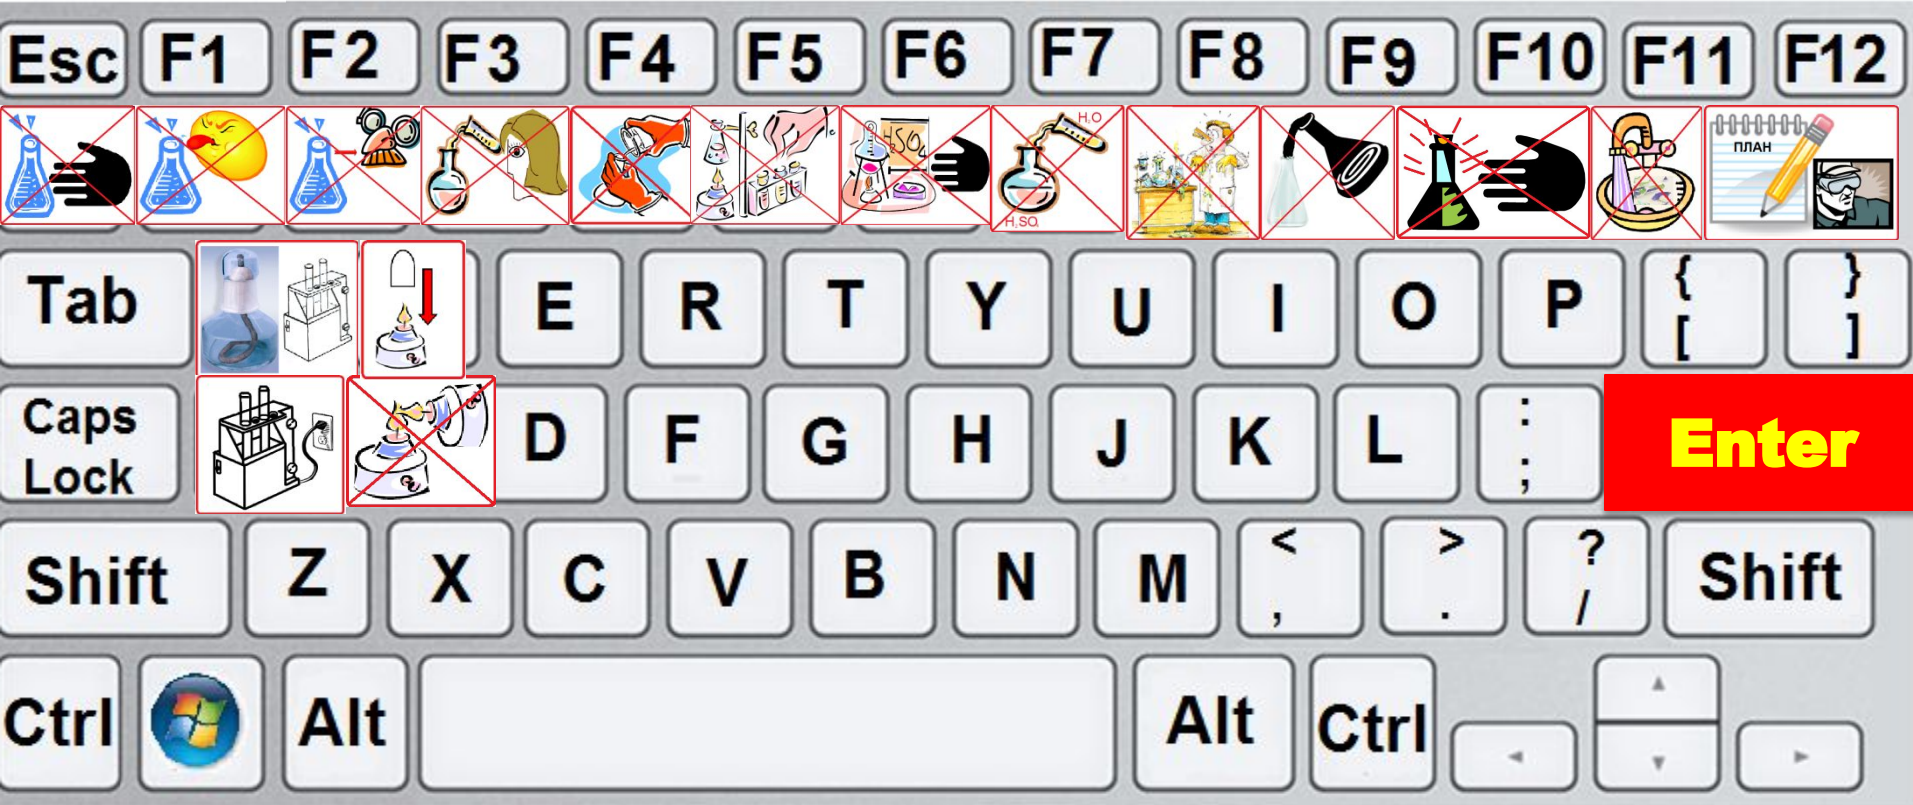 Esc F1 F2 F3 F4 F5 F6 F7 F8 F9 F10 F11 F12
H₂SO₄
H₂O
H₂SO₄
ПЛАН
Tab E R T Y U I O P { [ } ]
Caps Lock D F G H J K L : ; Enter
Shift Z X C V B N M < , > . ? / Shift
Ctrl Alt Alt Ctrl